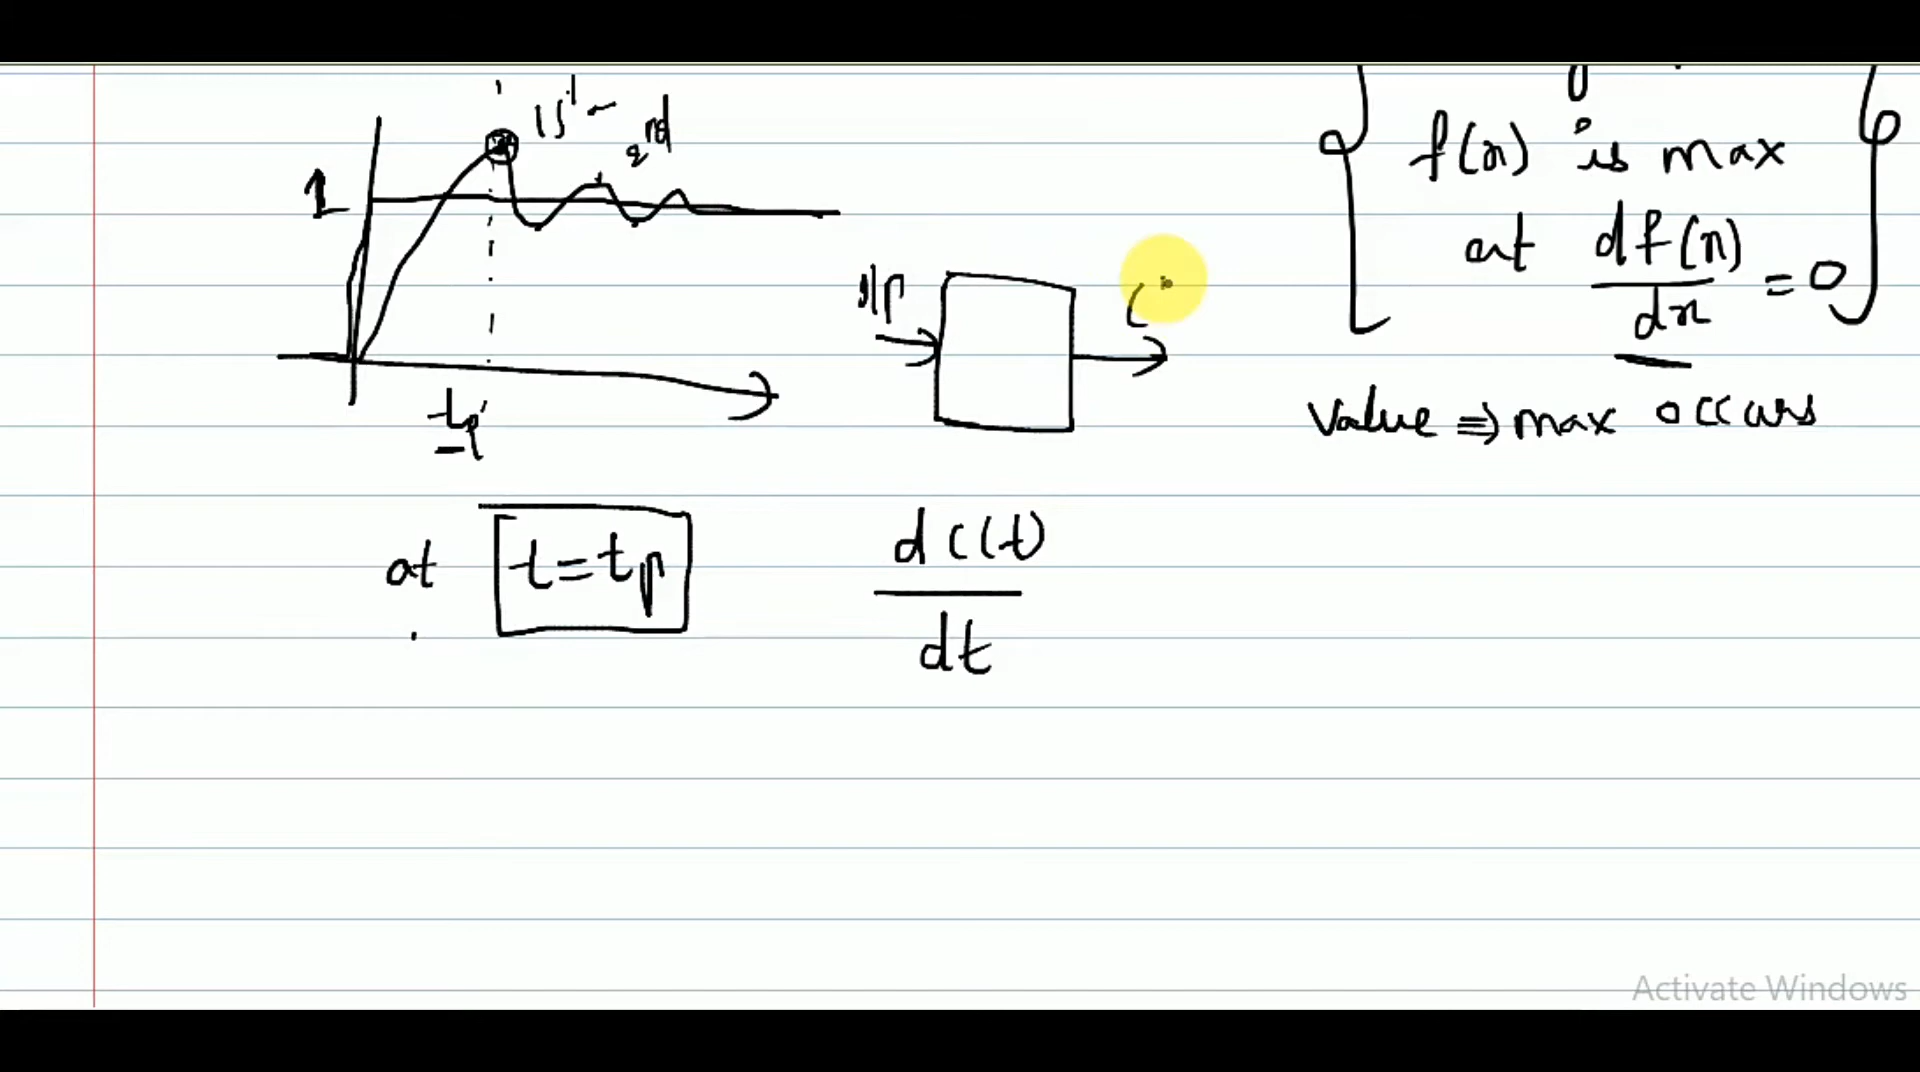 1st
2nd
1
tp
I/p
C
f(x) is max
at df(x)/dx = 0
value ⇒ max occurs
at t = tp
dc(t)
dt
Activate Windows